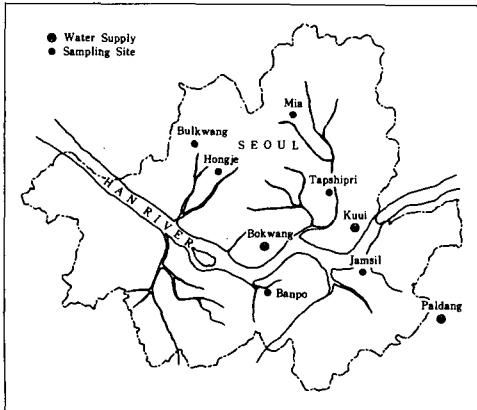 Water Supply
Sampling Site
Mia
Bulkwang
SEOUL
Hongje
Tapshipri
HAN RIVER
Kuui
Bokwang
Jamsil
Banpo
Paldang